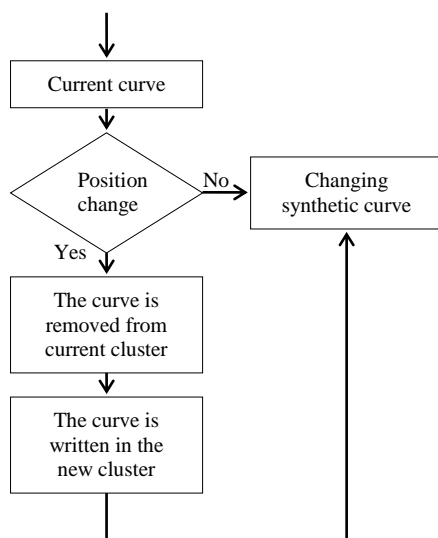 Current curve
Position
change
No
Changing
synthetic curve
Yes
The curve is
removed from
current cluster
The curve is
written in the
new cluster